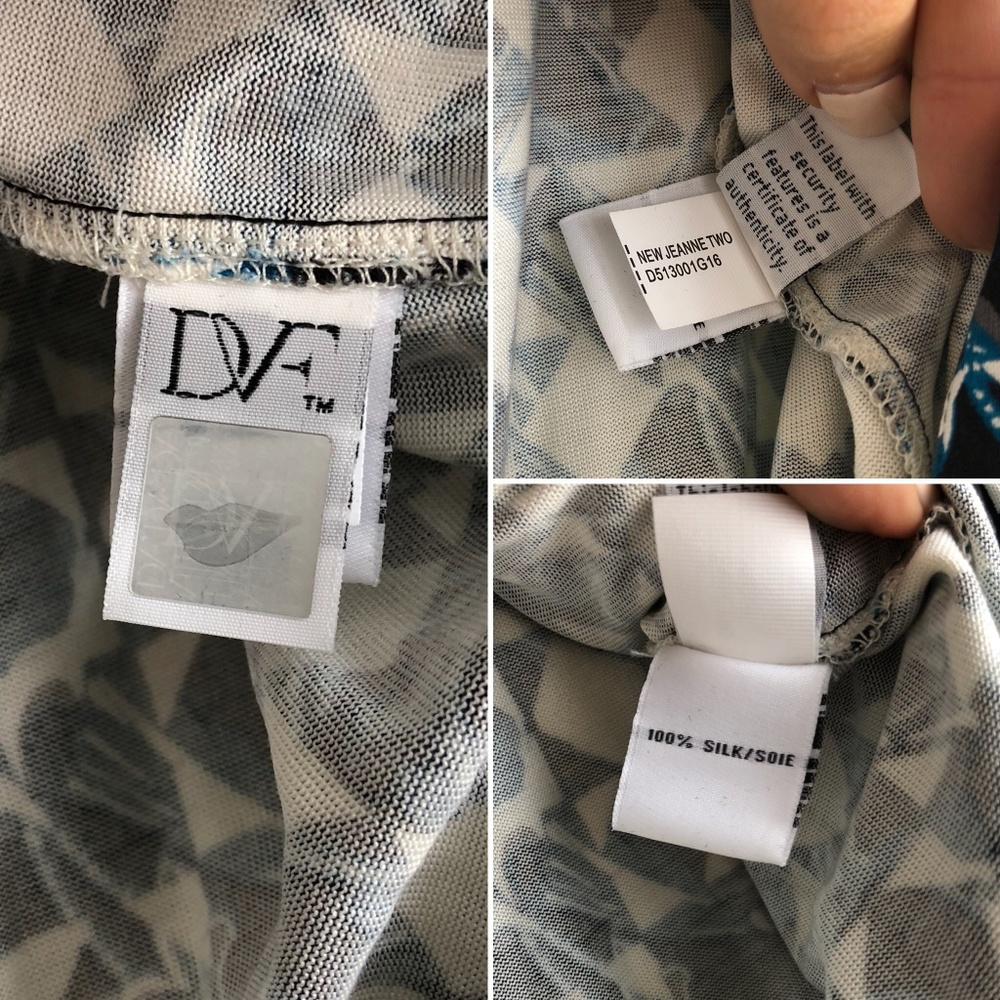 DVF
TM
This label with
security
features is a
certificate of
authenticity.
NEW JEANNE TWO
D513001G16
100% SILK/SOIE